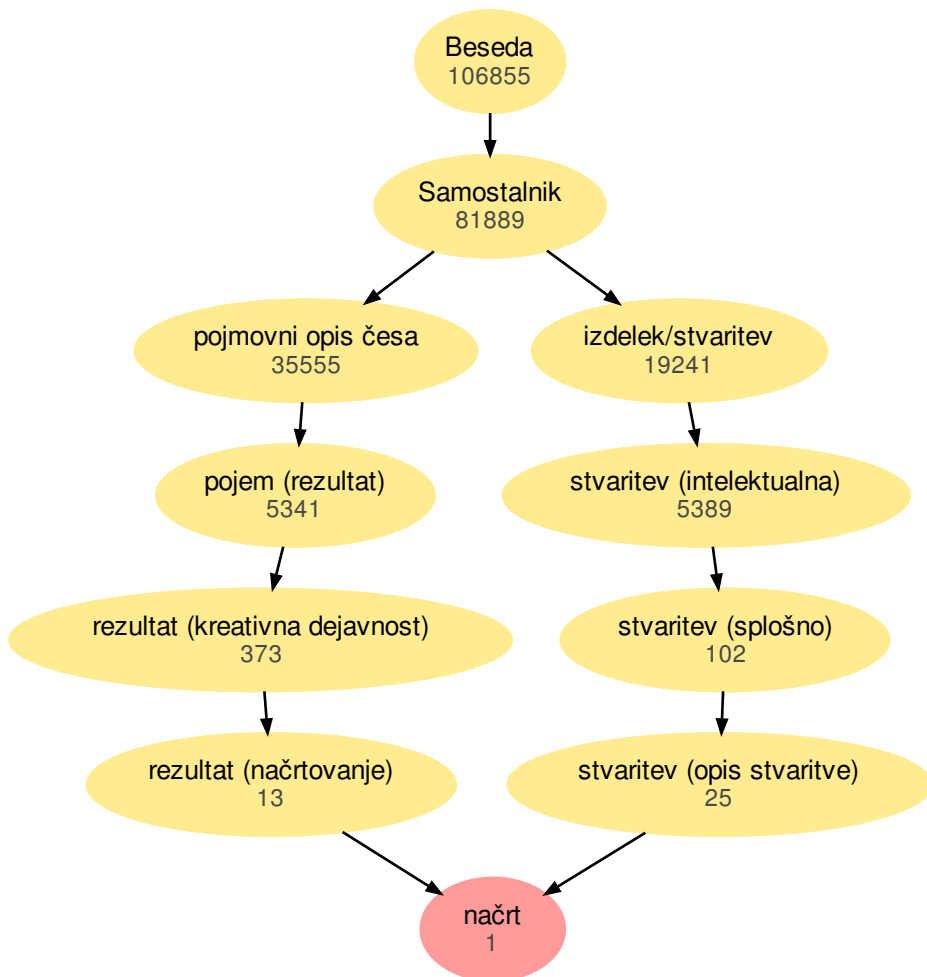 Beseda
106855
Samostalnik
81889
pojmovni opis česa
35555
izdelek/stvaritev
19241
pojem (rezultat)
5341
stvaritev (intelektualna)
5389
rezultat (kreativna dejavnost)
373
stvaritev (splošno)
102
rezultat (načrtovanje)
13
stvaritev (opis stvaritve)
25
načrt
1